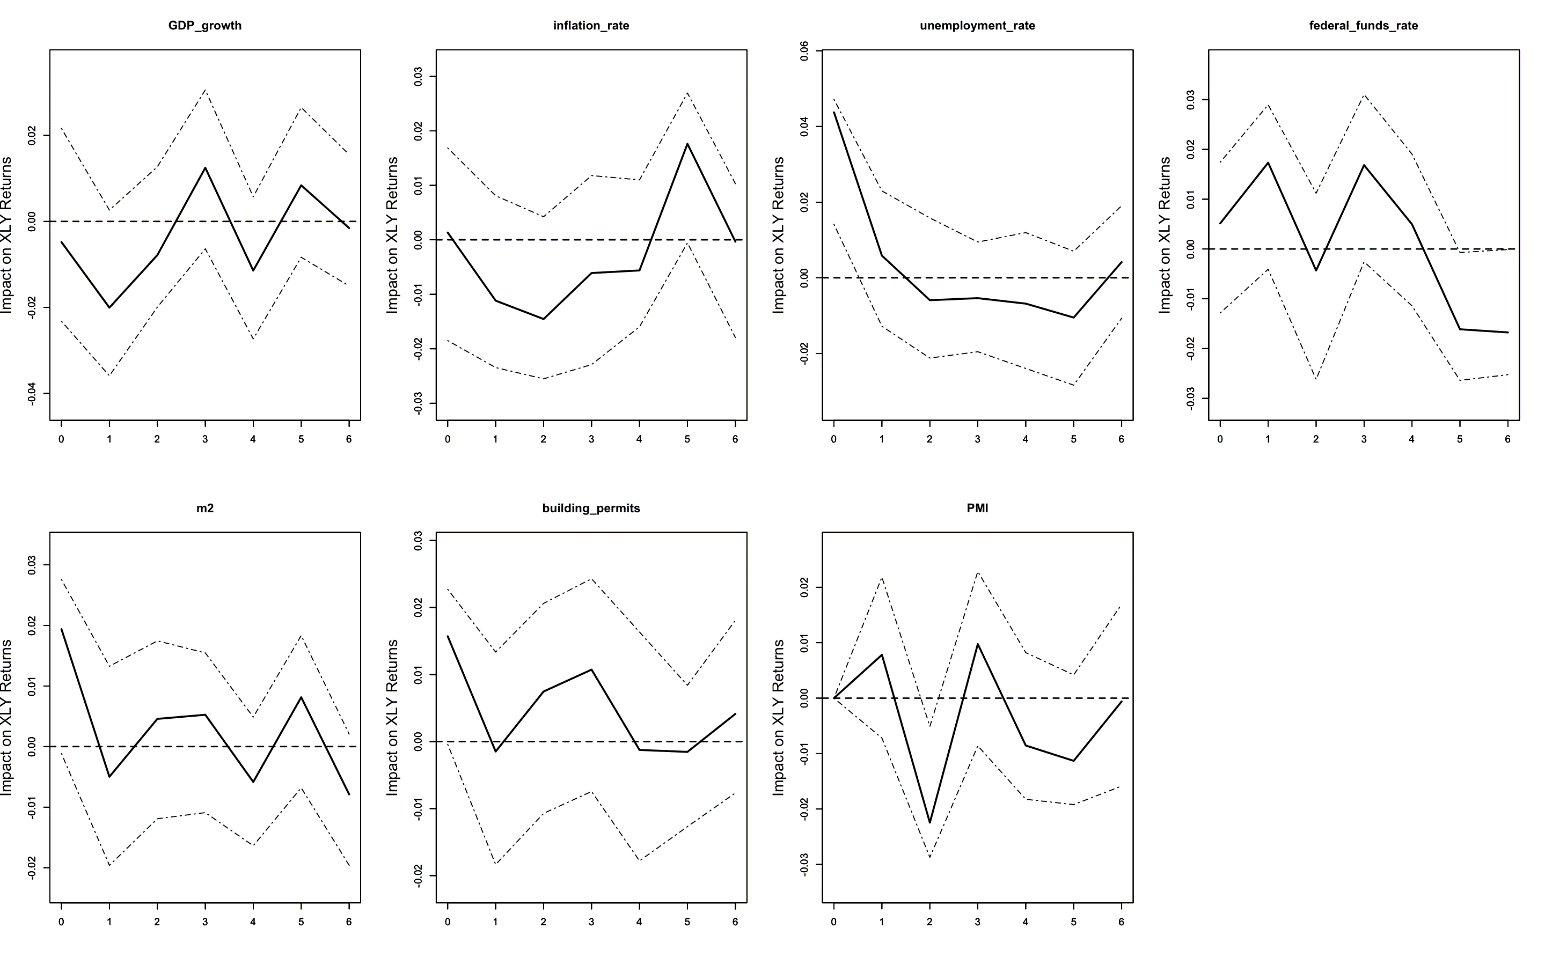 GDP_growth
Impact on XLY Returns
0.02
0.00
-0.02
-0.04
0 1 2 3 4 5 6
inflation_rate
Impact on XLY Returns
0.03
0.02
0.01
0.00
-0.01
-0.02
-0.03
0 1 2 3 4 5 6
unemployment_rate
Impact on XLY Returns
0.06
0.04
0.02
0.00
-0.02
0 1 2 3 4 5 6
federal_funds_rate
Impact on XLY Returns
0.03
0.02
0.01
0.00
-0.01
-0.02
-0.03
0 1 2 3 4 5 6
m2
Impact on XLY Returns
0.03
0.02
0.01
0.00
-0.01
-0.02
0 1 2 3 4 5 6
building_permits
Impact on XLY Returns
0.03
0.02
0.01
0.00
-0.01
-0.02
0 1 2 3 4 5 6
PMI
Impact on XLY Returns
0.02
0.01
0.00
-0.01
-0.02
-0.03
0 1 2 3 4 5 6